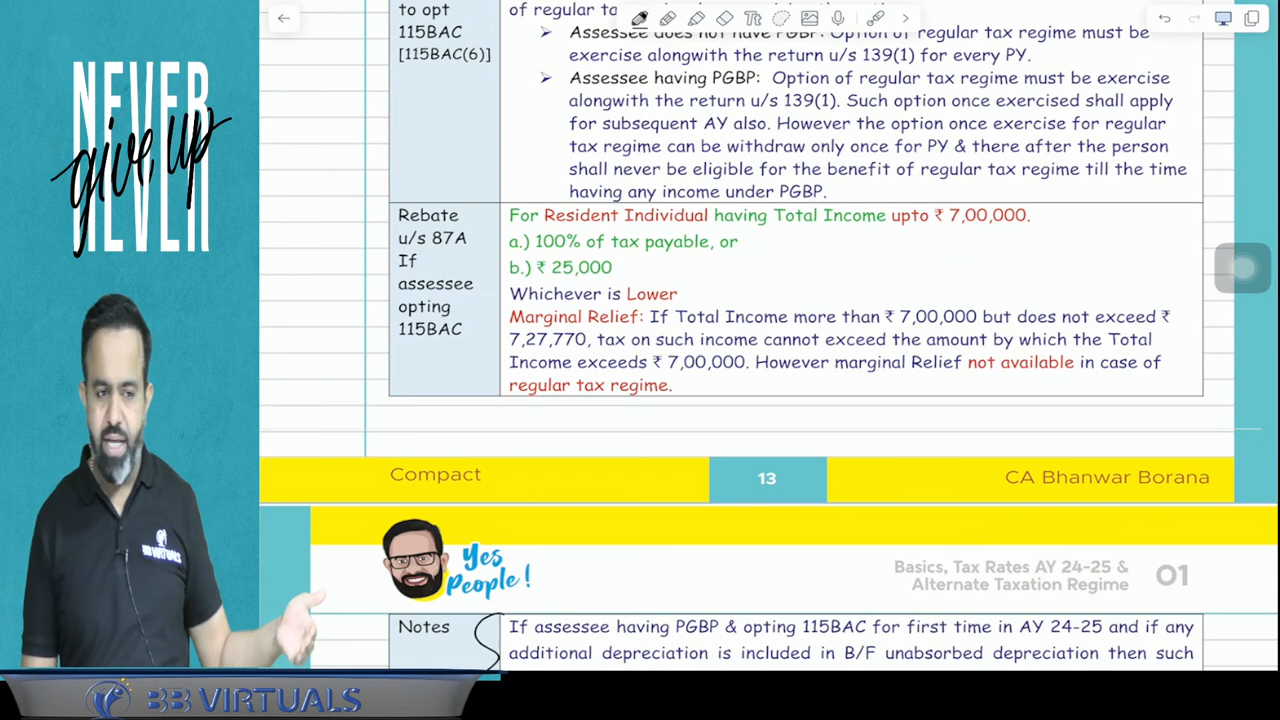 NEVER
give up
NEVER
to opt
115BAC
[115BAC(6)]
of regular ta
➢ Assessee does not have PGBP: Option of regular tax regime must be
exercise alongwith the return u/s 139(1) for every PY.
➢ Assessee having PGBP: Option of regular tax regime must be exercise
alongwith the return u/s 139(1). Such option once exercised shall apply
for subsequent AY also. However the option once exercise for regular
tax regime can be withdraw only once for PY & there after the person
shall never be eligible for the benefit of regular tax regime till the time
having any income under PGBP.
Rebate
u/s 87A
If
assessee
opting
115BAC
For Resident Individual having Total Income upto ₹ 7,00,000.
a.) 100% of tax payable, or
b.) ₹ 25,000
Whichever is Lower
Marginal Relief: If Total Income more than ₹ 7,00,000 but does not exceed ₹
7,27,770, tax on such income cannot exceed the amount by which the Total
Income exceeds ₹ 7,00,000. However marginal Relief not available in case of
regular tax regime.
Compact
13
CA Bhanwar Borana
Yes
People !
Basics, Tax Rates AY 24-25 &
Alternate Taxation Regime
01
Notes
If assessee having PGBP & opting 115BAC for first time in AY 24-25 and if any
additional depreciation is included in B/F unabsorbed depreciation then such
BB VIRTUALS
BB VIRTUALS